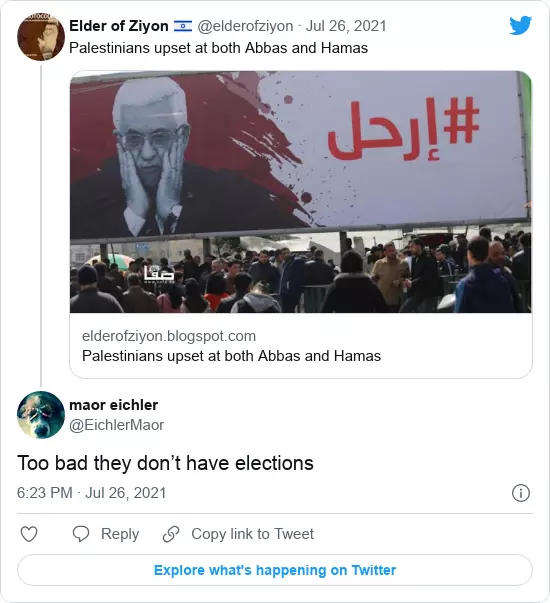 Elder of Ziyon 🇮🇱 @elderofziyon · Jul 26, 2021
Palestinians upset at both Abbas and Hamas
#إرحل
صفا
elderofziyon.blogspot.com
Palestinians upset at both Abbas and Hamas
maor eichler
@EichlerMaor
Too bad they don’t have elections
6:23 PM · Jul 26, 2021
Reply
Copy link to Tweet
Explore what's happening on Twitter